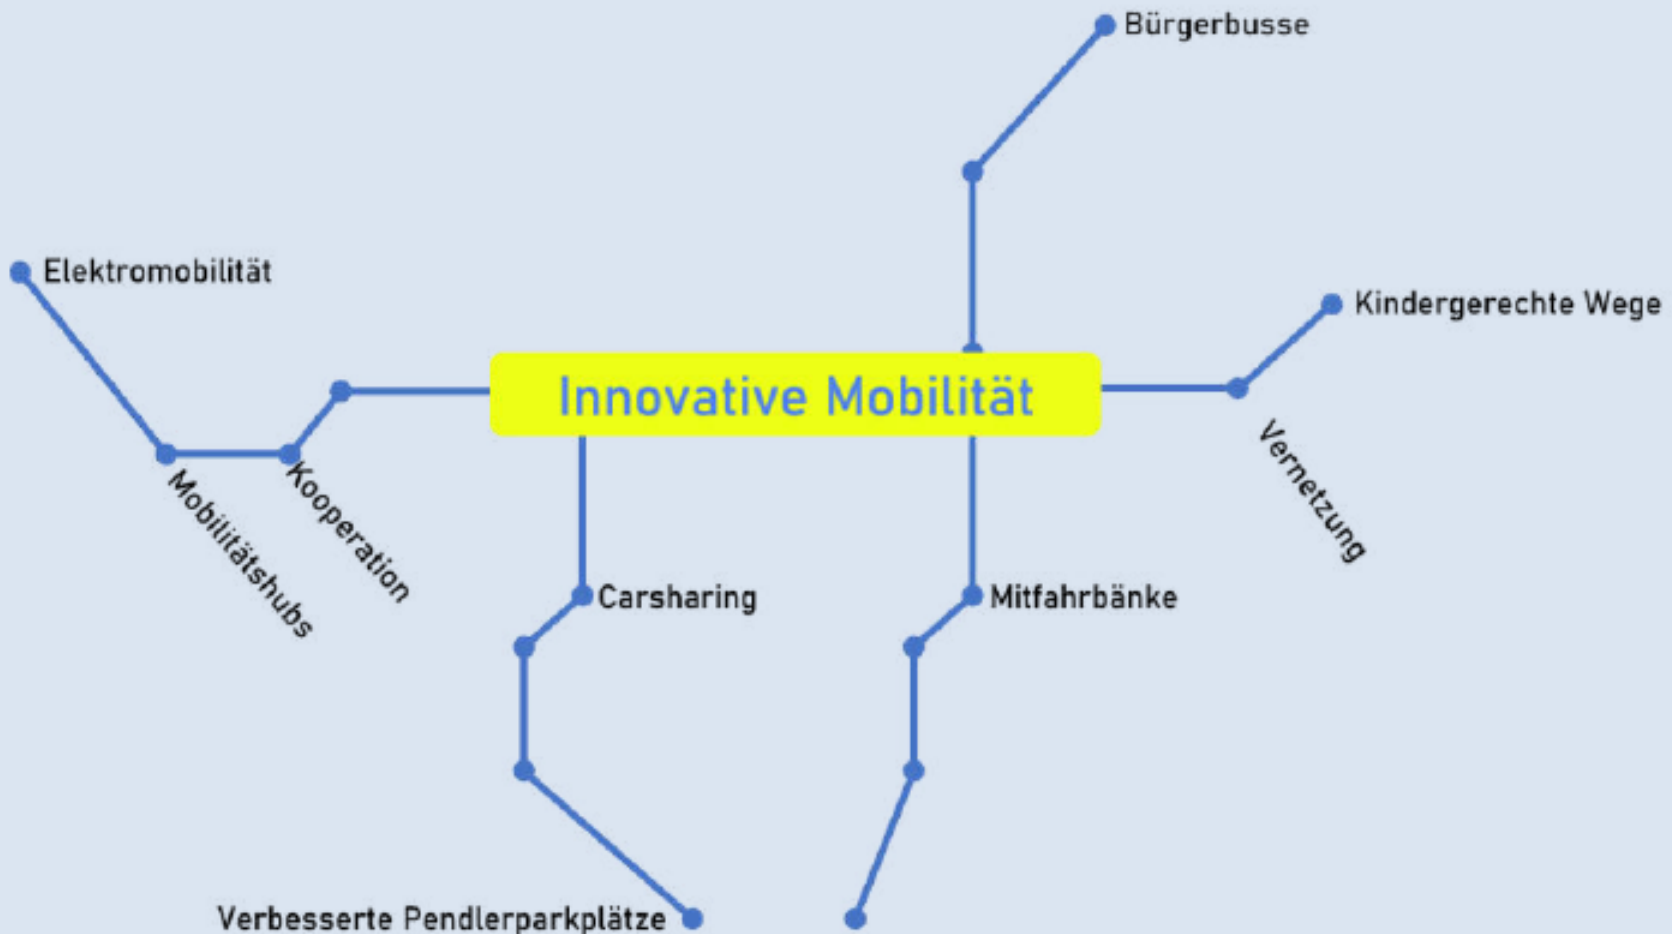 Bürgerbusse
Elektromobilität
Kindergerechte Wege
Innovative Mobilität
Vernetzung
Kooperation
Mobilitätshubs
Carsharing
Mitfahrbänke
Verbesserte Pendlerparkplätze